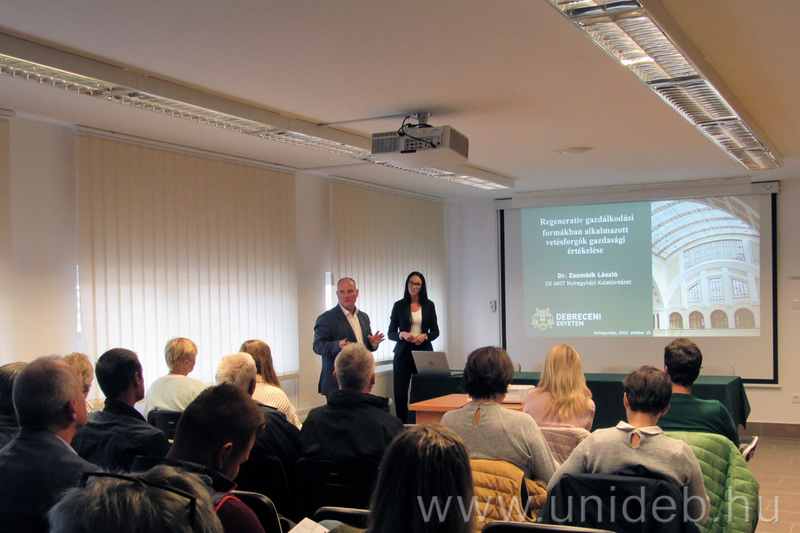 Regeneratív gazdálkodási
formákban alkalmazott
vetésforgók gazdasági
értékelése
Dr. Zsombik László
DE AKIT Nyíregyházi Kutatóintézet
DEBRECENI
EGYETEM
www.unideb.hu